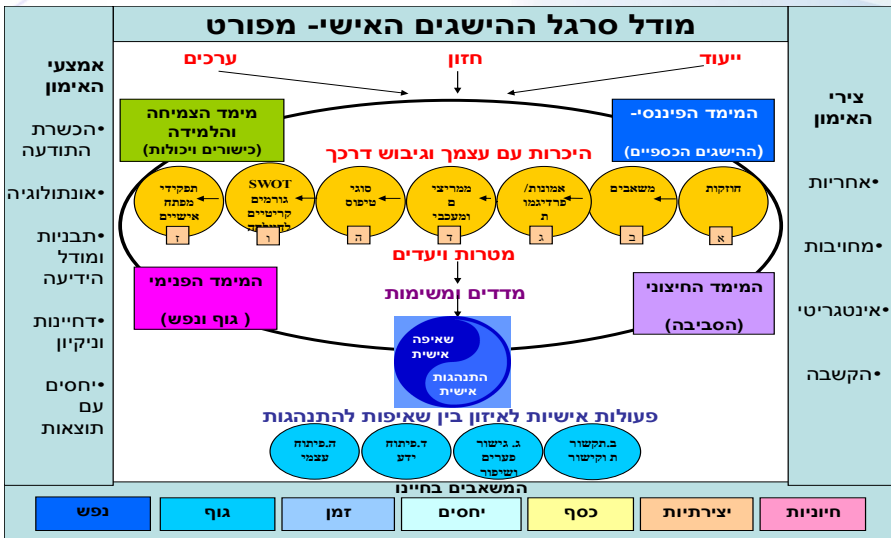 מודל סרגל ההישגים האישי- מפורט
צירי
האימון
•אחריות
•מחויבות
•אינטגריטי
•הקשבה
ייעוד
חזון
ערכים
המימד הפיננסי-
(ההישגים הכספיים)
מימד הצמיחה
והלמידה
(כישורים ויכולות)
היכרות עם עצמך וגיבוש דרכך
חוזקות
א
משאבים
ב
אמונות/
פרדיגמו
ת
ג
ממריצי
ם
ומעכבי
ד
סוגי
טיפוס
ה
SWOT
גורמים
קריטיים
ו
תפקידי
מפתח
אישיים
ז
מטרות ויעדים
מדדים ומשימות
המימד החיצוני
(הסביבה)
המימד הפנימי
( גוף ונפש)
שאיפה
אישית
התנהגות
אישית
פעולות אישיות לאיזון בין שאיפות להתנהגות
ב.תקשור
ת וקישור
ג. גישור
פערים
ושיפור
ד.פיתוח
ידע
ה.פיתוח
עצמי
אמצעי
האימון
•הכשרת
התודעה
•אונתולוגיה
•תבניות
ומודל
הידיעה
•דחיינות
וניקיון
•יחסים
עם
תוצאות
המשאבים בחיינו
חיוניות
יצירתיות
כסף
יחסים
זמן
גוף
נפש